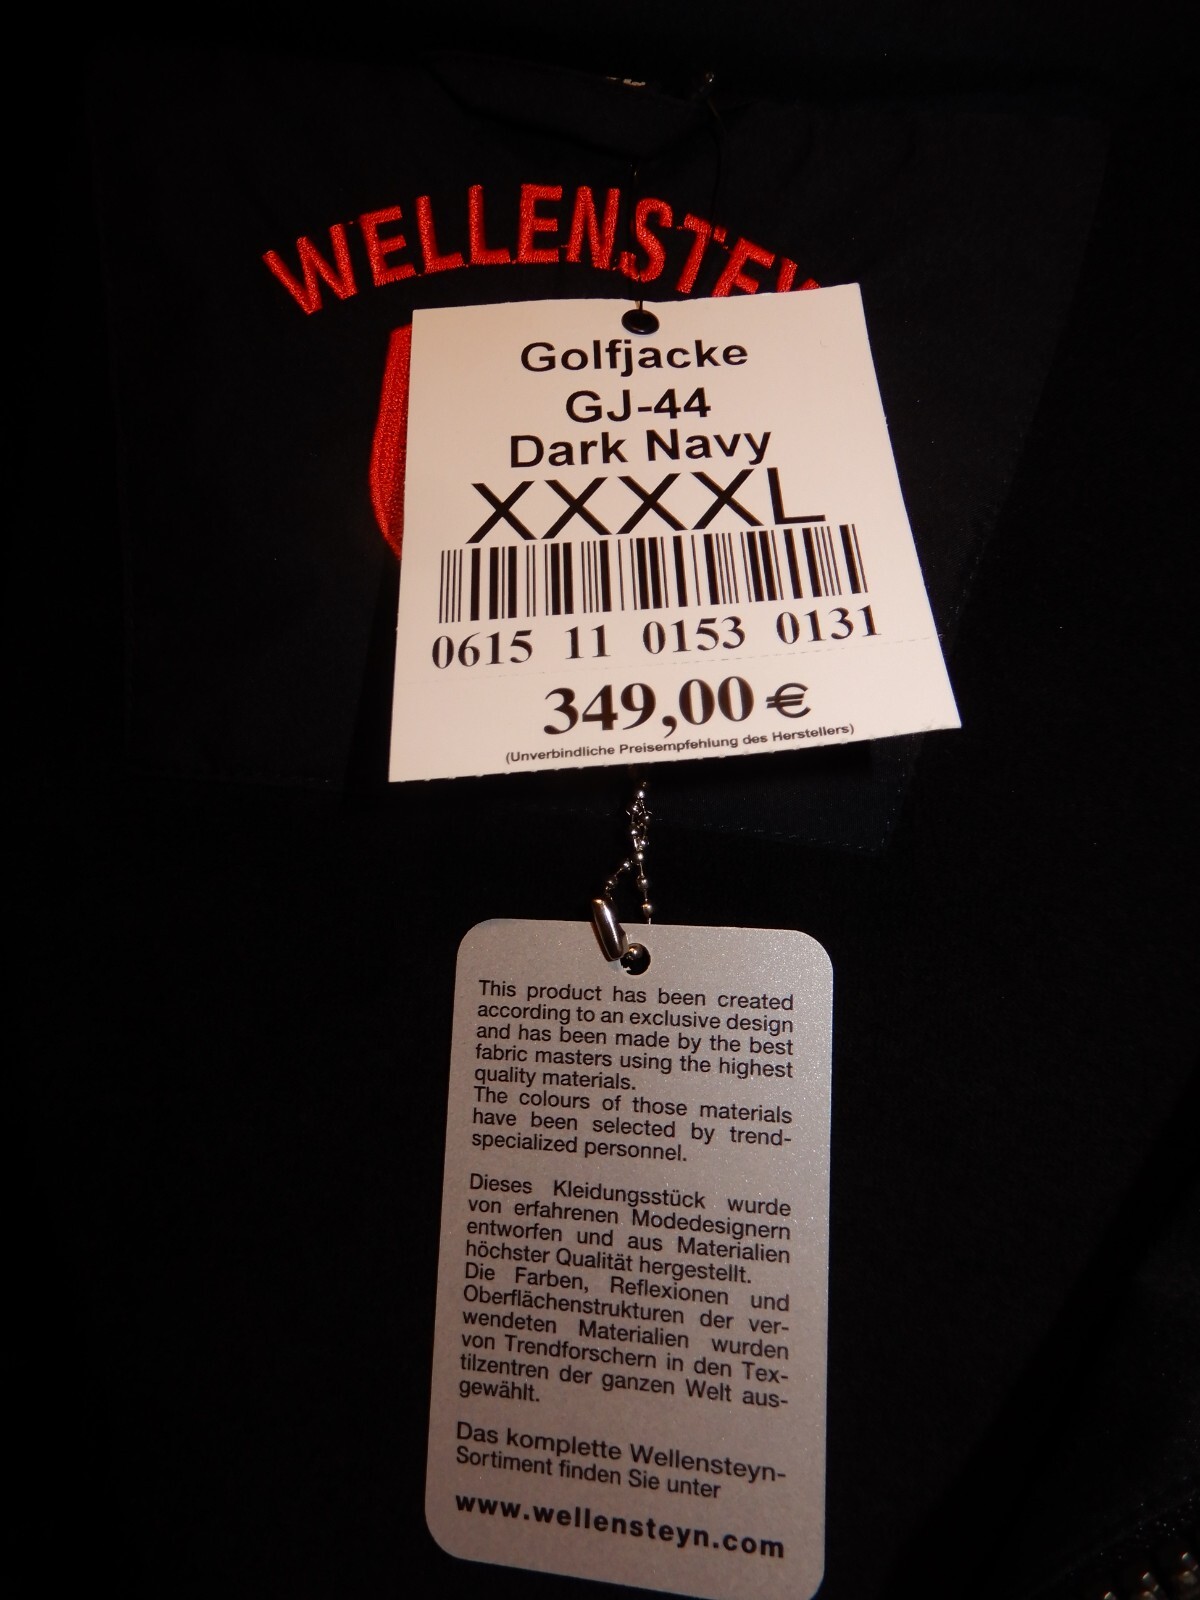 WELLENSTEYN
Golfjacke
GJ-44
Dark Navy
XXXXL
0615 11 0153 0131
349,00 €
(Unverbindliche Preisempfehlung des Herstellers)
This product has been created
according to an exclusive design
and has been made by the best
fabric masters using the highest
quality materials.
The colours of those materials
have been selected by trend-
specialized personnel.
Dieses Kleidungsstück wurde
von erfahrenen Modedesignern
entworfen und aus Materialien
höchster Qualität hergestellt.
Die Farben, Reflexionen und
Oberflächenstrukturen der ver-
wendeten Materialien wurden
von Trendforschern in den Tex-
tilzentren der ganzen Welt aus-
gewählt.
Das komplette Wellensteyn-
Sortiment finden Sie unter
www.wellensteyn.com